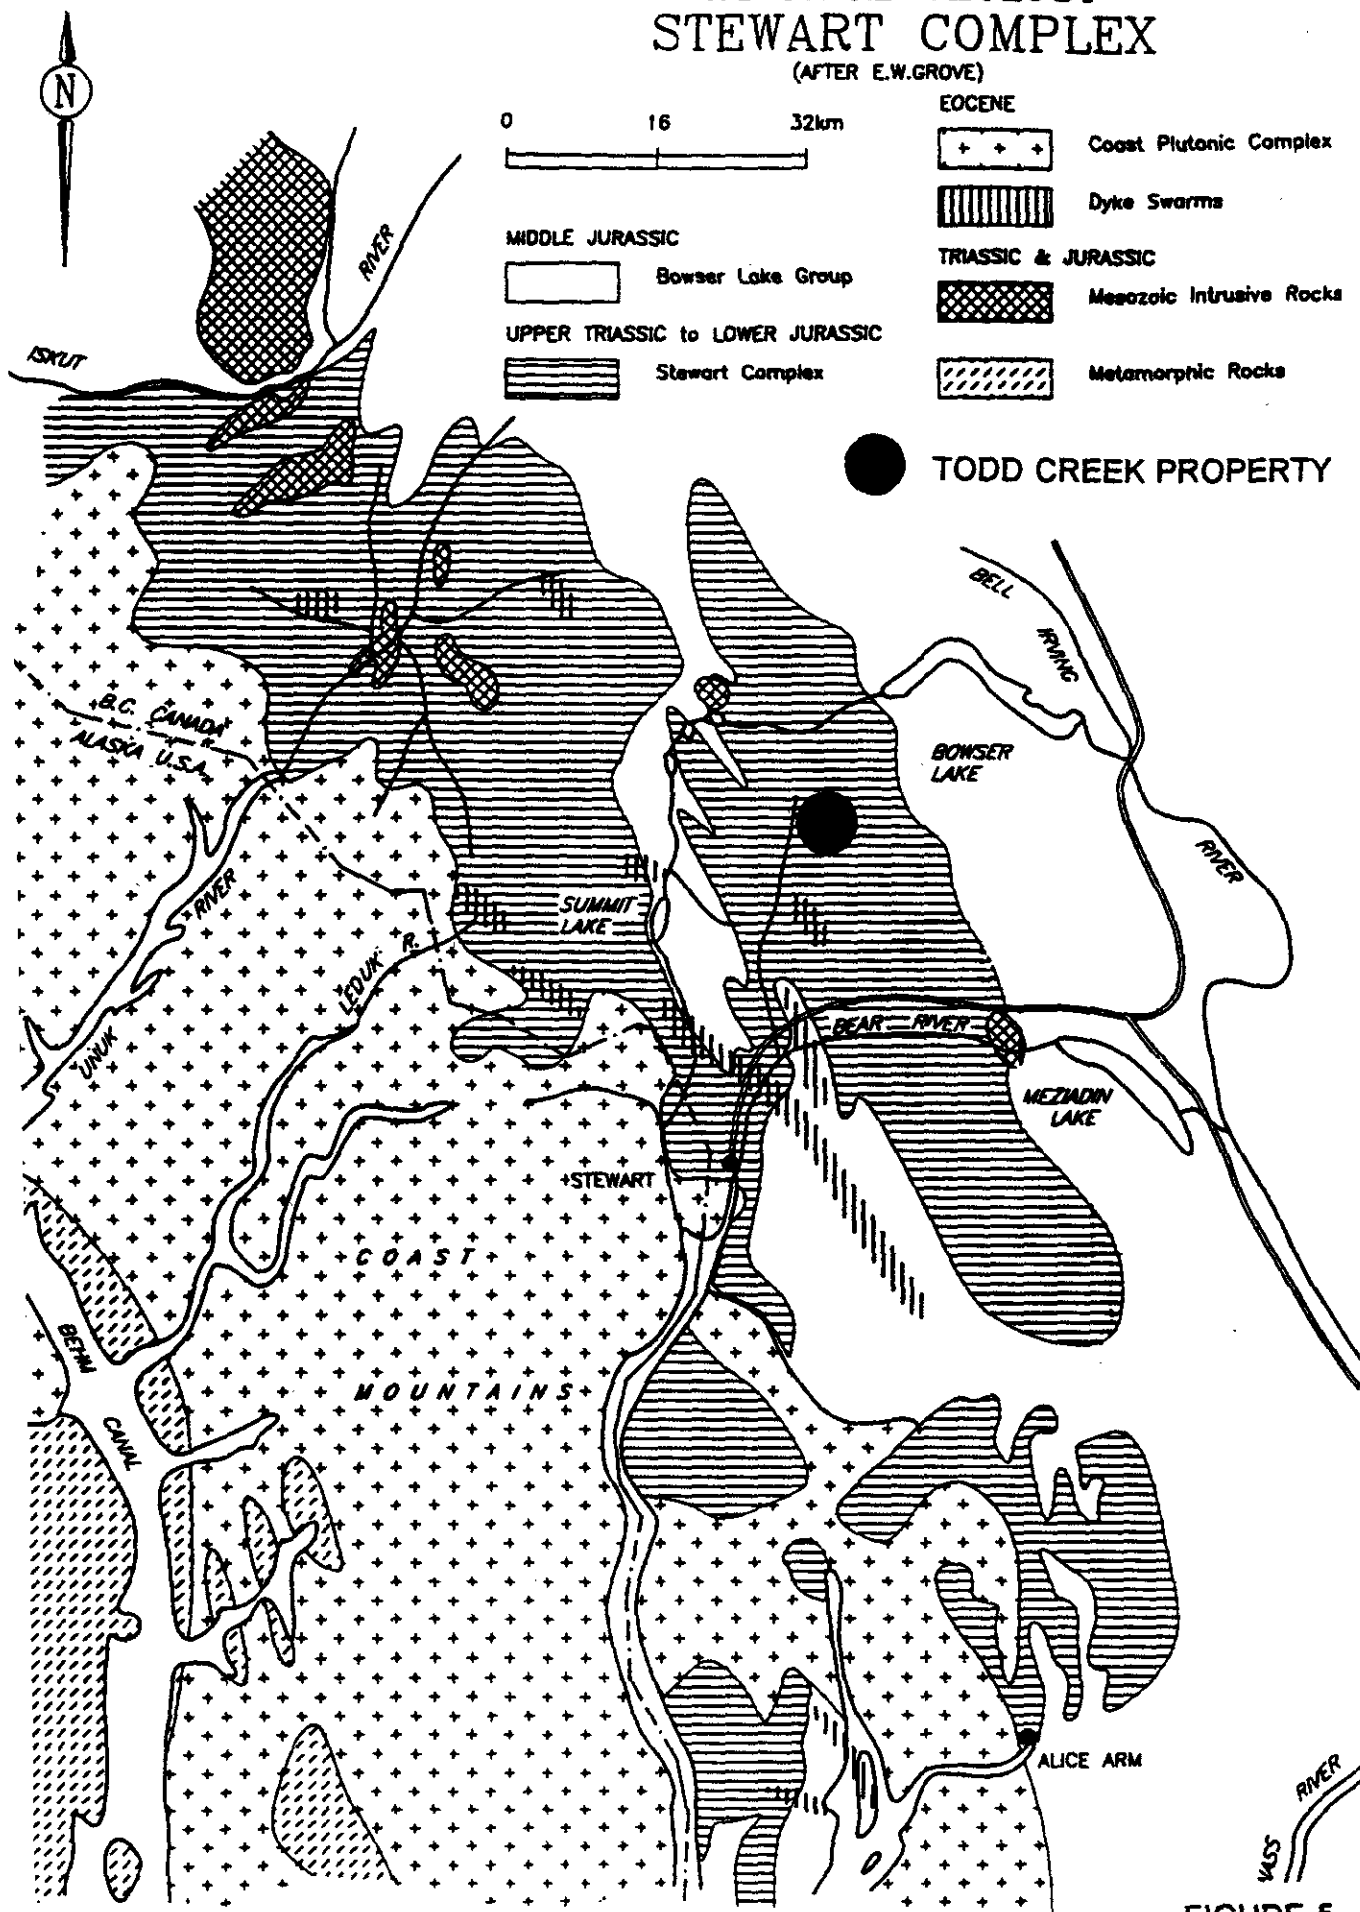 STEWART COMPLEX
(AFTER E.W.GROVE)
N
0 16 32km
EOCENE
Coast Plutonic Complex
Dyke Swarms
MIDDLE JURASSIC
Bowser Lake Group
TRIASSIC & JURASSIC
Mesozoic Intrusive Rocks
UPPER TRIASSIC to LOWER JURASSIC
Stewart Complex
Metamorphic Rocks
TODD CREEK PROPERTY
RIVER
ISKUT
BELL
IRVING
B.C. CANADA
ALASKA U.S.A.
BOWSER
LAKE
RIVER
RIVER
SUMMIT
LAKE
LEDUK R.
UNUK
BEAR RIVER
MEZIADIN
LAKE
STEWART
COAST
BEHM
MOUNTAINS
CANAL
ALICE ARM
RIVER
FIGURE 5